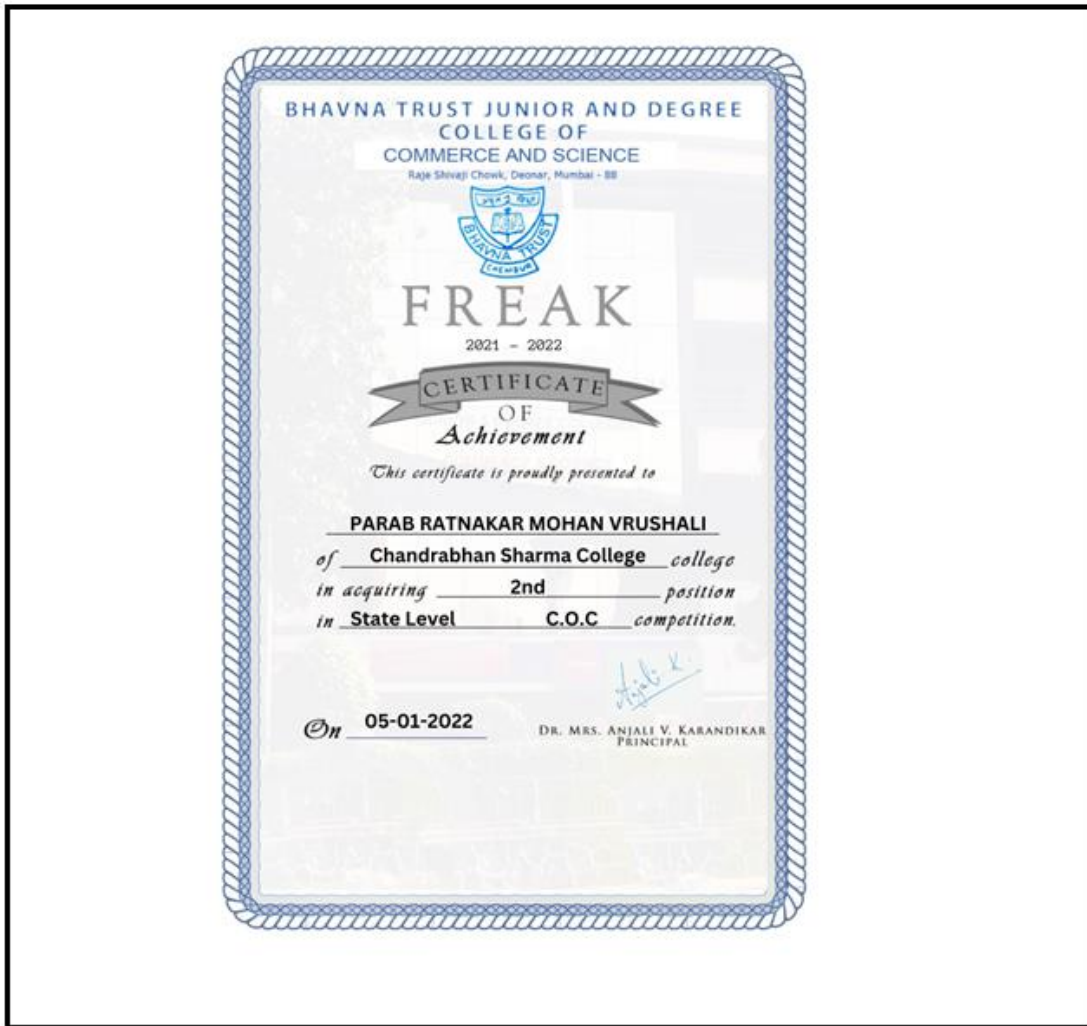 BHAVNA TRUST JUNIOR AND DEGREE
COLLEGE OF
COMMERCE AND SCIENCE
Raje Shivaji Chowk, Deonar, Mumbai - 88
BHAVNA TRUST
CHEMBUR
FREAK
2021 - 2022
CERTIFICATE
OF
Achievement
This certificate is proudly presented to
PARAB RATNAKAR MOHAN VRUSHALI
of Chandrabhan Sharma College college
in acquiring 2nd position
in State Level C.O.C competition.
Anjali K.
On 05-01-2022
DR. MRS. ANJALI V. KARANDIKAR
PRINCIPAL